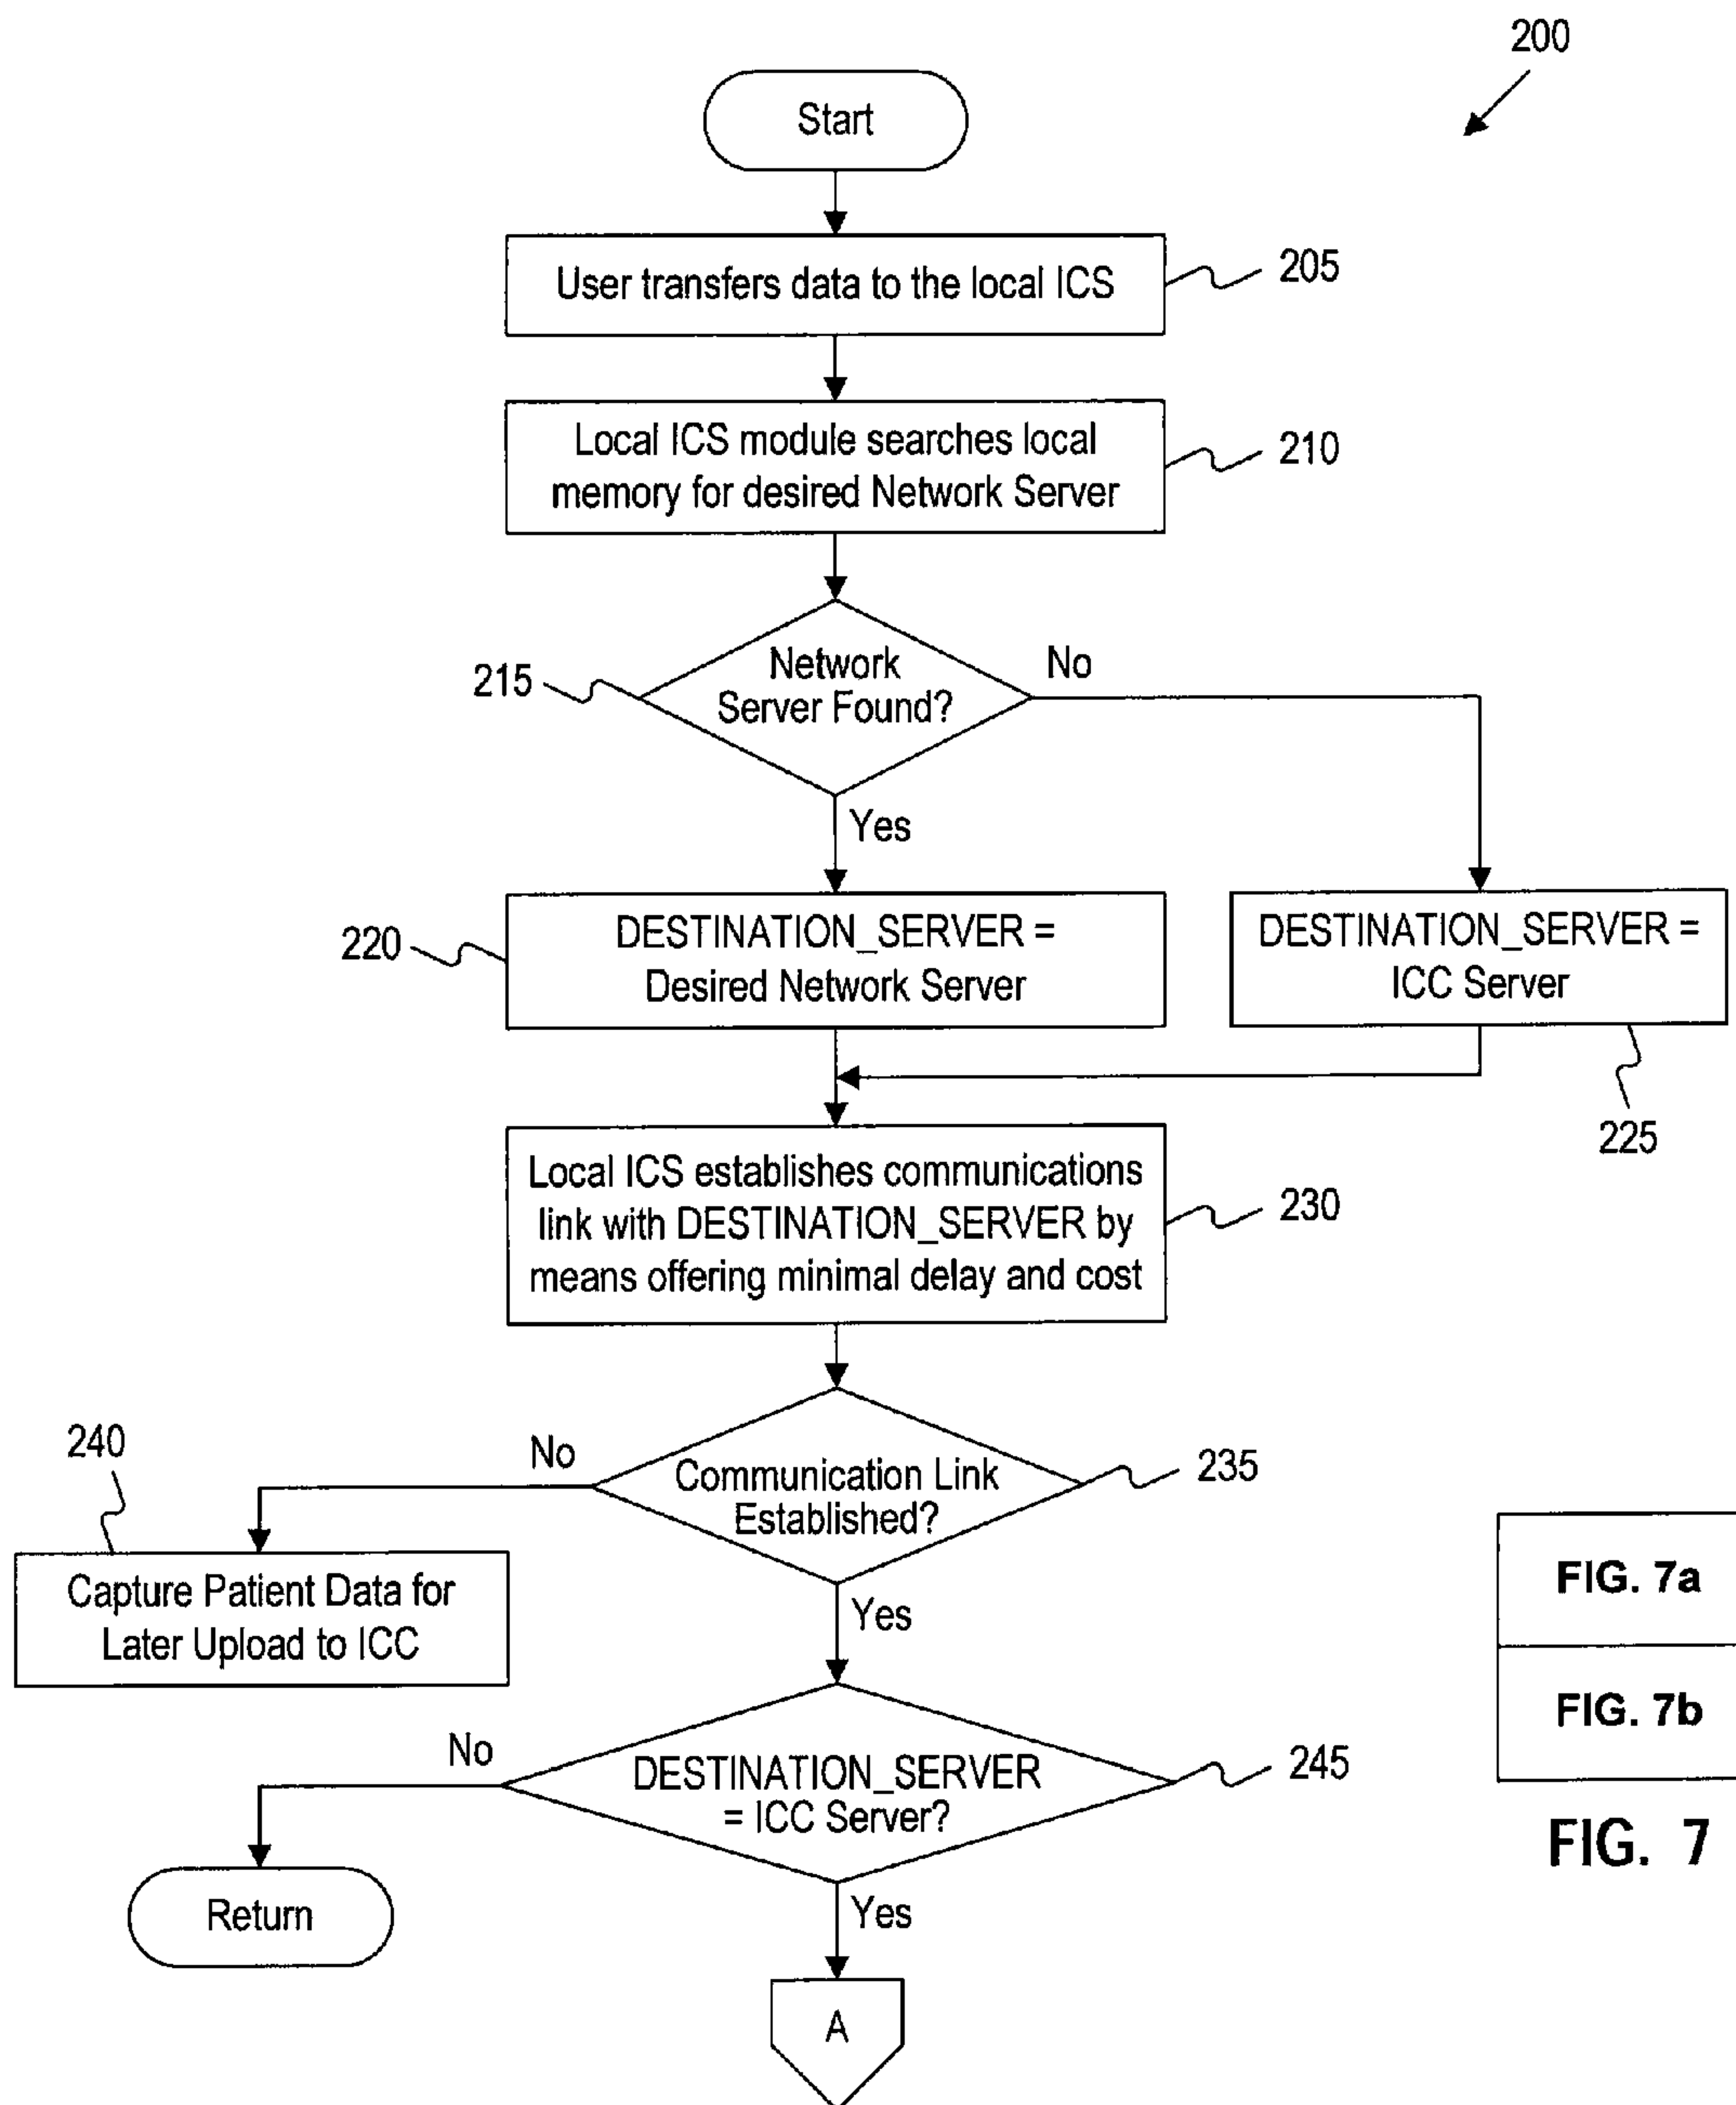 200
Start
User transfers data to the local ICS
205
Local ICS module searches local
memory for desired Network Server
210
Network
Server Found?
215
No
Yes
DESTINATION_SERVER =
Desired Network Server
220
DESTINATION_SERVER =
ICC Server
225
Local ICS establishes communications
link with DESTINATION_SERVER by
means offering minimal delay and cost
230
Communication Link
Established?
235
No
240
Capture Patient Data for
Later Upload to ICC
Yes
DESTINATION_SERVER
= ICC Server?
245
No
Return
Yes
A
FIG. 7a
FIG. 7b
FIG. 7